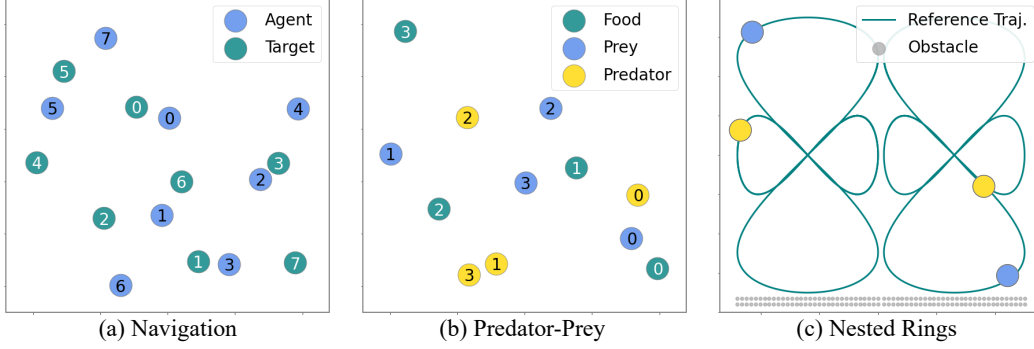 Agent
Target
7
5
5
0
0
4
4
3
2
6
2
1
1
3
7
6
(a) Navigation
Food
Prey
Predator
3
2
2
1
1
3
0
2
0
1
3
0
(b) Predator-Prey
Reference Traj.
Obstacle
(c) Nested Rings